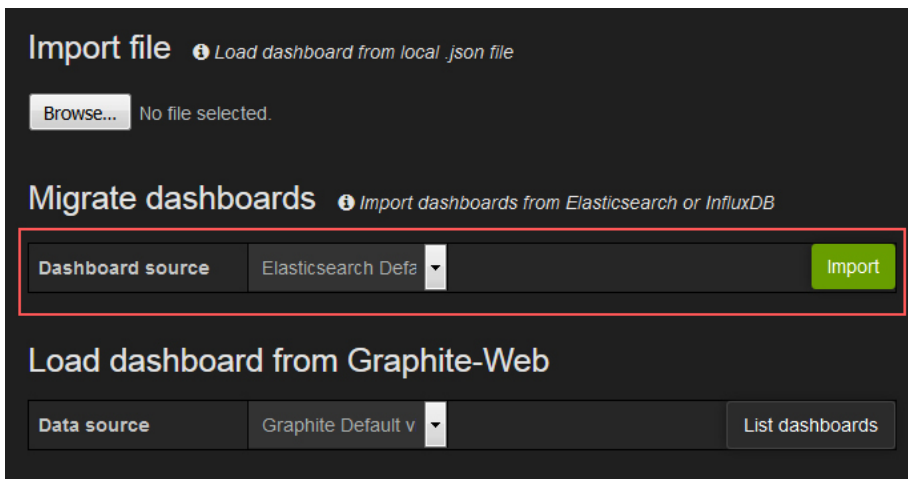 Import file Load dashboard from local .json file
Browse... No file selected.
Migrate dashboards Import dashboards from Elasticsearch or InfluxDB
Dashboard source Elasticsearch Defa Import
Load dashboard from Graphite-Web
Data source Graphite Default v List dashboards